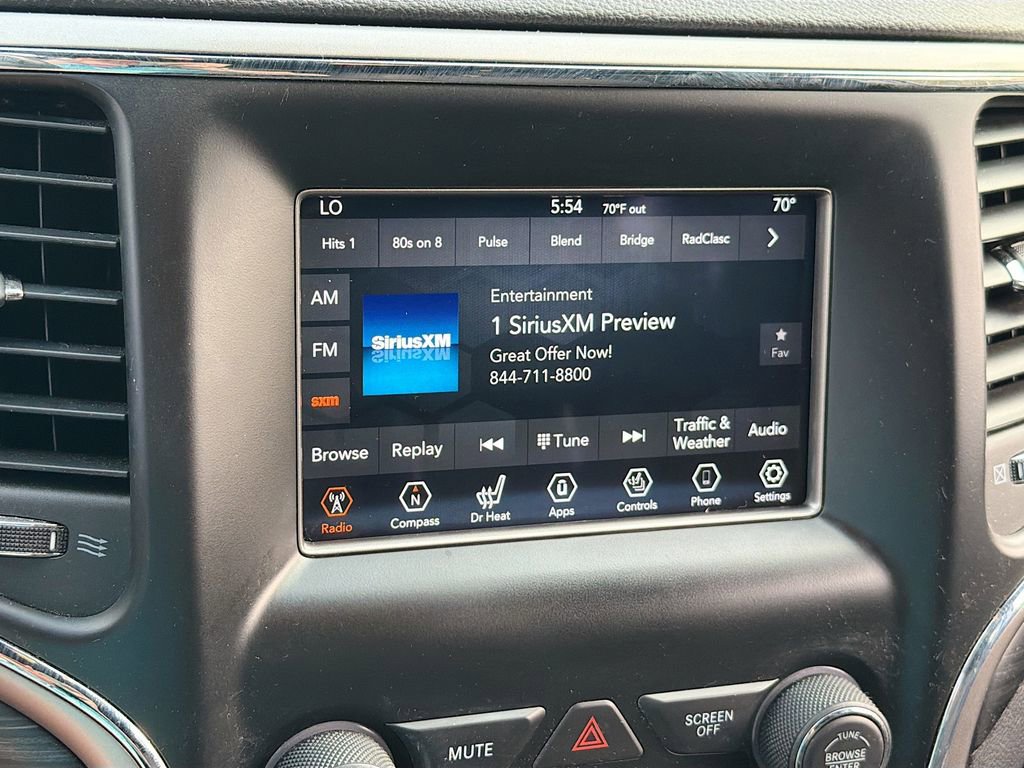 LO 5:54 70°F out 70°
Hits 1 80s on 8 Pulse Blend Bridge RadClasc
AM
FM
sxm
SiriusXM
Entertainment
1 SiriusXM Preview
Great Offer Now!
844-711-8800
Fav
Browse Replay Tune Traffic & Weather Audio
N
Radio Compass Dr Heat Apps Controls Phone Settings
MUTE
SCREEN
OFF
TUNE
BROWSE
ENTER